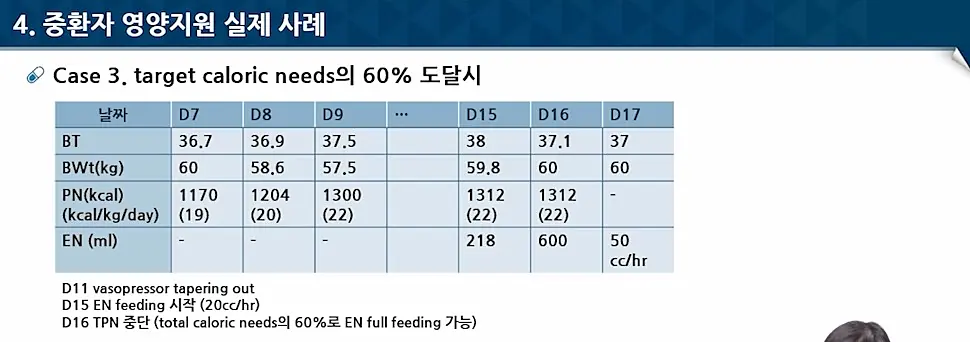 4. 중환자 영양지원 실제 사례
Case 3. target caloric needs의 60% 도달시
날짜 D7 D8 D9 ... D15 D16 D17
BT 36.7 36.9 37.5 38 37.1 37
BWt(kg) 60 58.6 57.5 59.8 60 60
PN(kcal) 1170 1204 1300 1312 1312 -
(kcal/kg/day) (19) (20) (22) (22) (22)
EN (ml) - - - 218 600 50
cc/hr
D11 vasopressor tapering out
D15 EN feeding 시작 (20cc/hr)
D16 TPN 중단 (total caloric needs의 60%로 EN full feeding 가능)